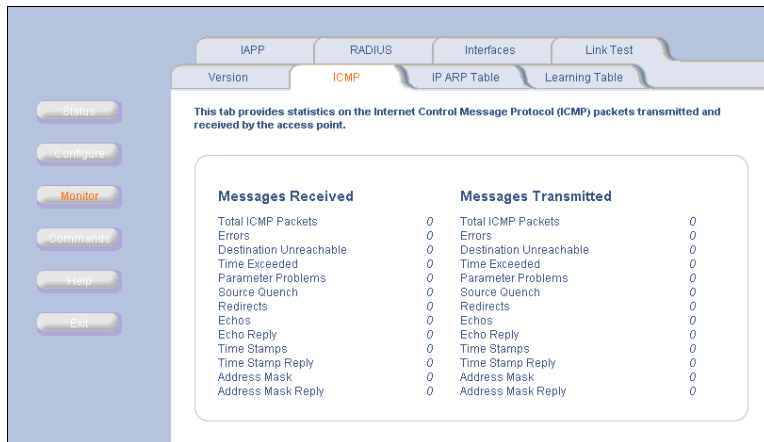 IAPP RADIUS Interfaces Link Test
Version ICMP IP ARP Table Learning Table
Status
Configure
Monitor
Commands
Help
Exit
This tab provides statistics on the Internet Control Message Protocol (ICMP) packets transmitted and
received by the access point.
Messages Received Messages Transmitted
Total ICMP Packets 0 Total ICMP Packets 0
Errors 0 Errors 0
Destination Unreachable 0 Destination Unreachable 0
Time Exceeded 0 Time Exceeded 0
Parameter Problems 0 Parameter Problems 0
Source Quench 0 Source Quench 0
Redirects 0 Redirects 0
Echos 0 Echos 0
Echo Reply 0 Echo Reply 0
Time Stamps 0 Time Stamps 0
Time Stamp Reply 0 Time Stamp Reply 0
Address Mask 0 Address Mask 0
Address Mask Reply 0 Address Mask Reply 0